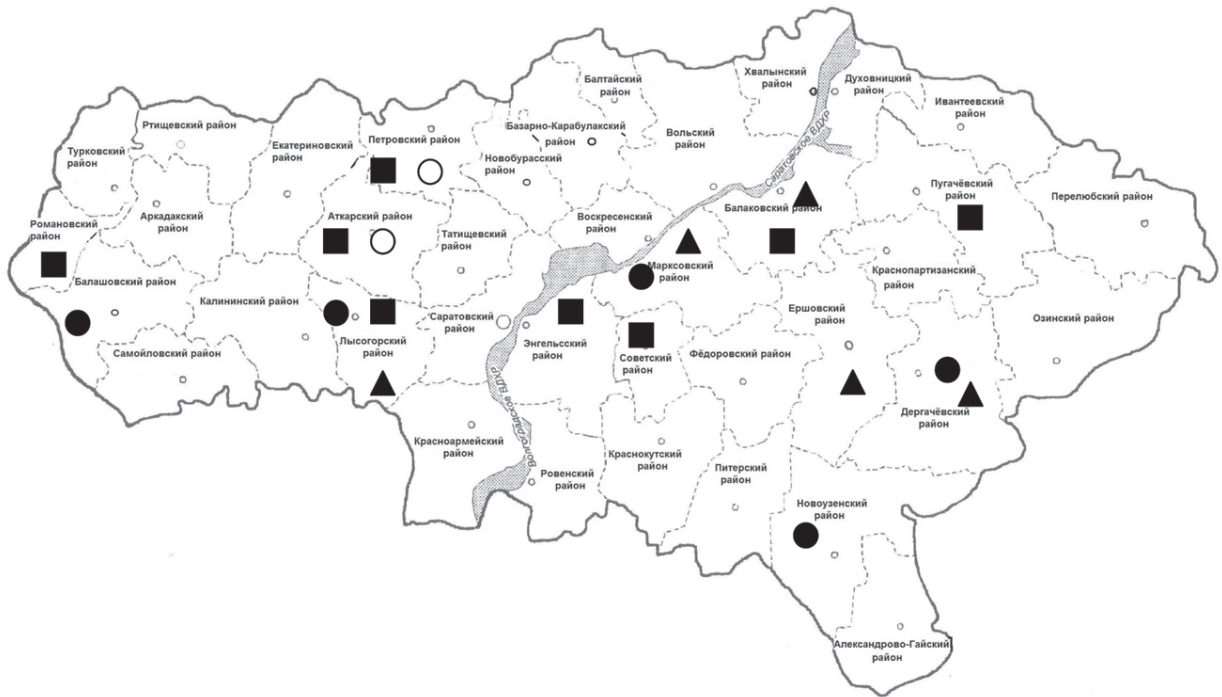 Хвалынский
район
Духовницкий
район
Балтайский
район
Ивантеевский
район
Ртищевский район
Петровский район
Базарно-Карабулакский
район
Вольский
район
Турковский
район
Екатериновский
район
Новобурасский
район
Саратовское ВДХР
Пугачёвский
район
Перелюбский район
Романовский
район
Аркадакский
район
Аткарский район
Татищевский
район
Воскресенский
район
Балаковский район
Балашовский район
Калининский район
Марксовский
район
Краснопартизанский
район
Саратовский
район
Лысогорский
район
Энгельсский
район
Советский
район
Фёдоровский район
Ершовский
район
Озинский район
Самойловский район
Дергачёвский
район
Красноармейский
район
Волгоградское ВДХР
Ровенский
район
Краснокутский
район
Питерский
район
Новоузенский
район
Александрово-Гайский
район